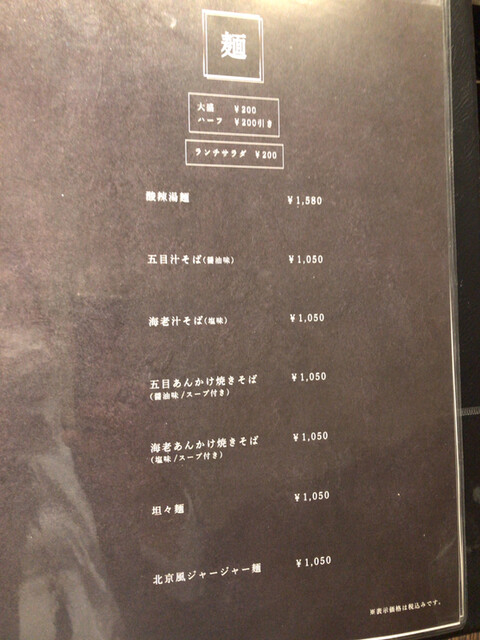 麺
大盛 ¥200
ハーフ ¥200引き
ランチサラダ ¥200
酸辣湯麺 ¥1,580
五目汁そば(醤油味) ¥1,050
海老汁そば(塩味) ¥1,050
五目あんかけ焼きそば ¥1,050
(醤油味/スープ付き)
海老あんかけ焼きそば ¥1,050
(塩味/スープ付き)
坦々麺 ¥1,050
北京風ジャージャー麺 ¥1,050
※表示価格は税込みです。